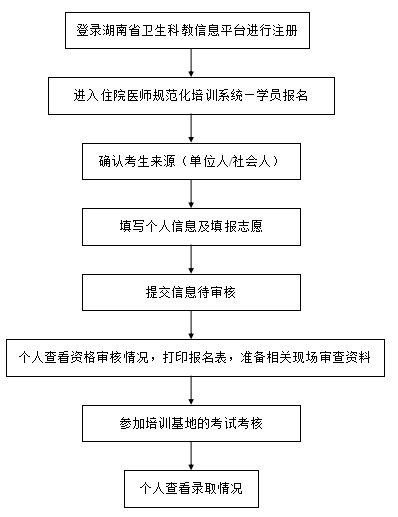 登录湖南省卫生科教信息平台进行注册
进入住院医师规范化培训系统－学员报名
确认考生来源（单位人/社会人）
填写个人信息及填报志愿
提交信息待审核
个人查看资格审核情况，打印报名表，准备相关现场审查资料
参加培训基地的考试考核
个人查看录取情况